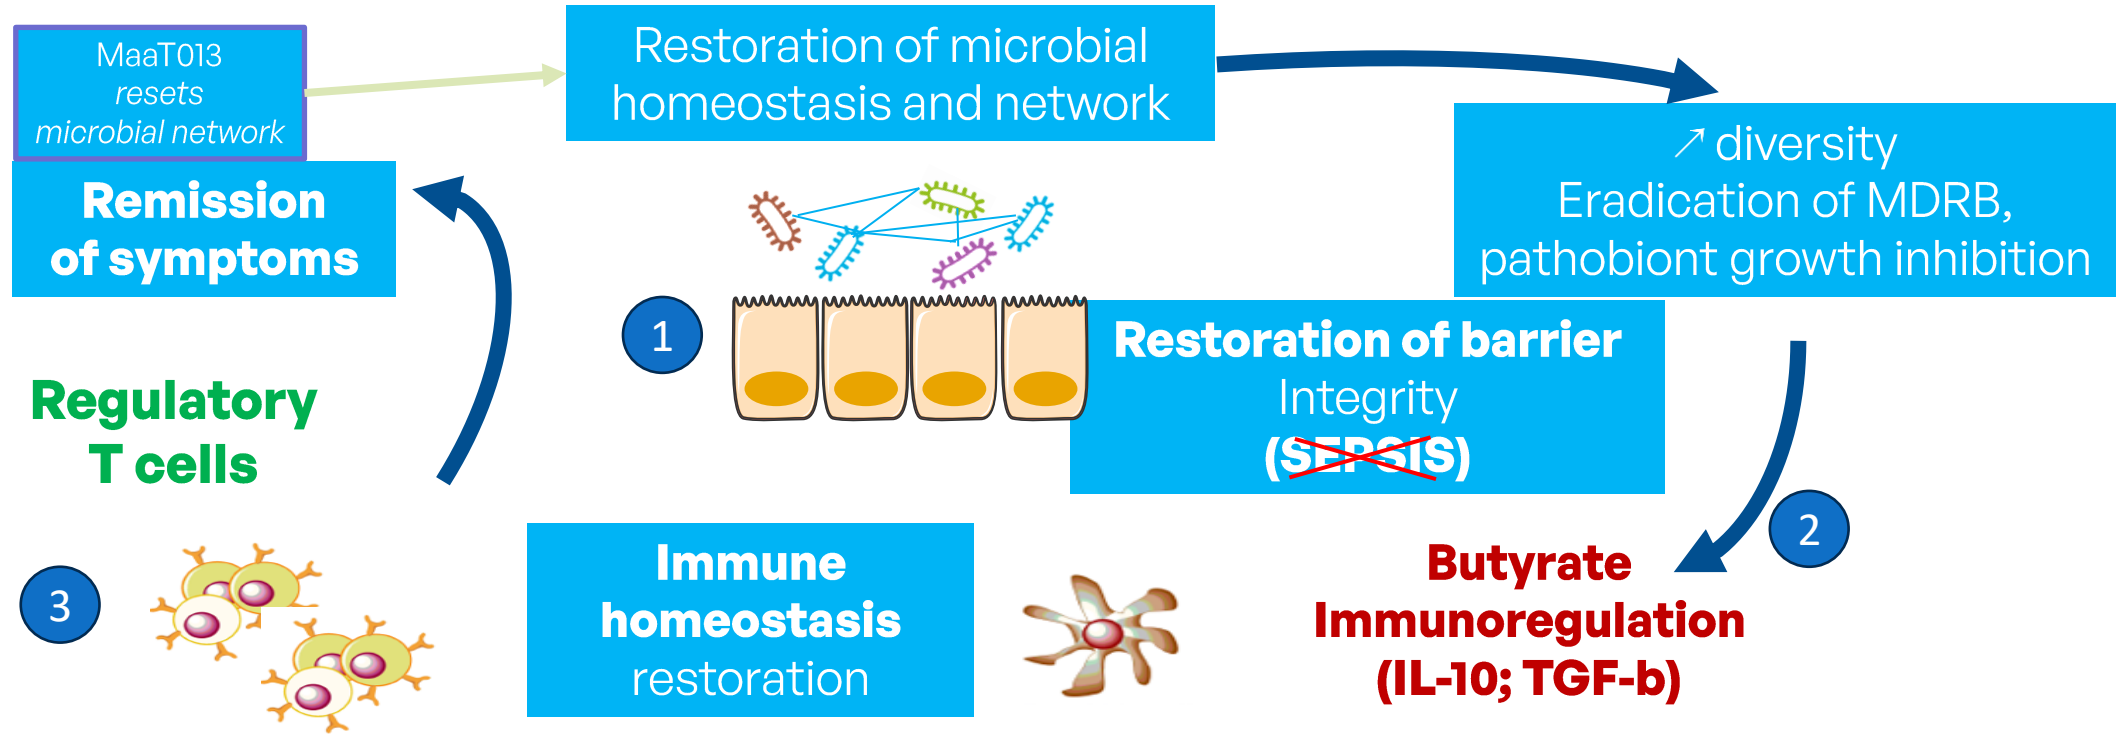 MaaT013
resets
microbial network
Restoration of microbial
homeostasis and network
↗ diversity
Eradication of MDRB,
pathobiont growth inhibition
Remission
of symptoms
1
Restoration of barrier
Integrity
(SEPSIS)
Regulatory
T cells
2
Butyrate
Immunoregulation
(IL-10; TGF-b)
Immune
homeostasis
restoration
3